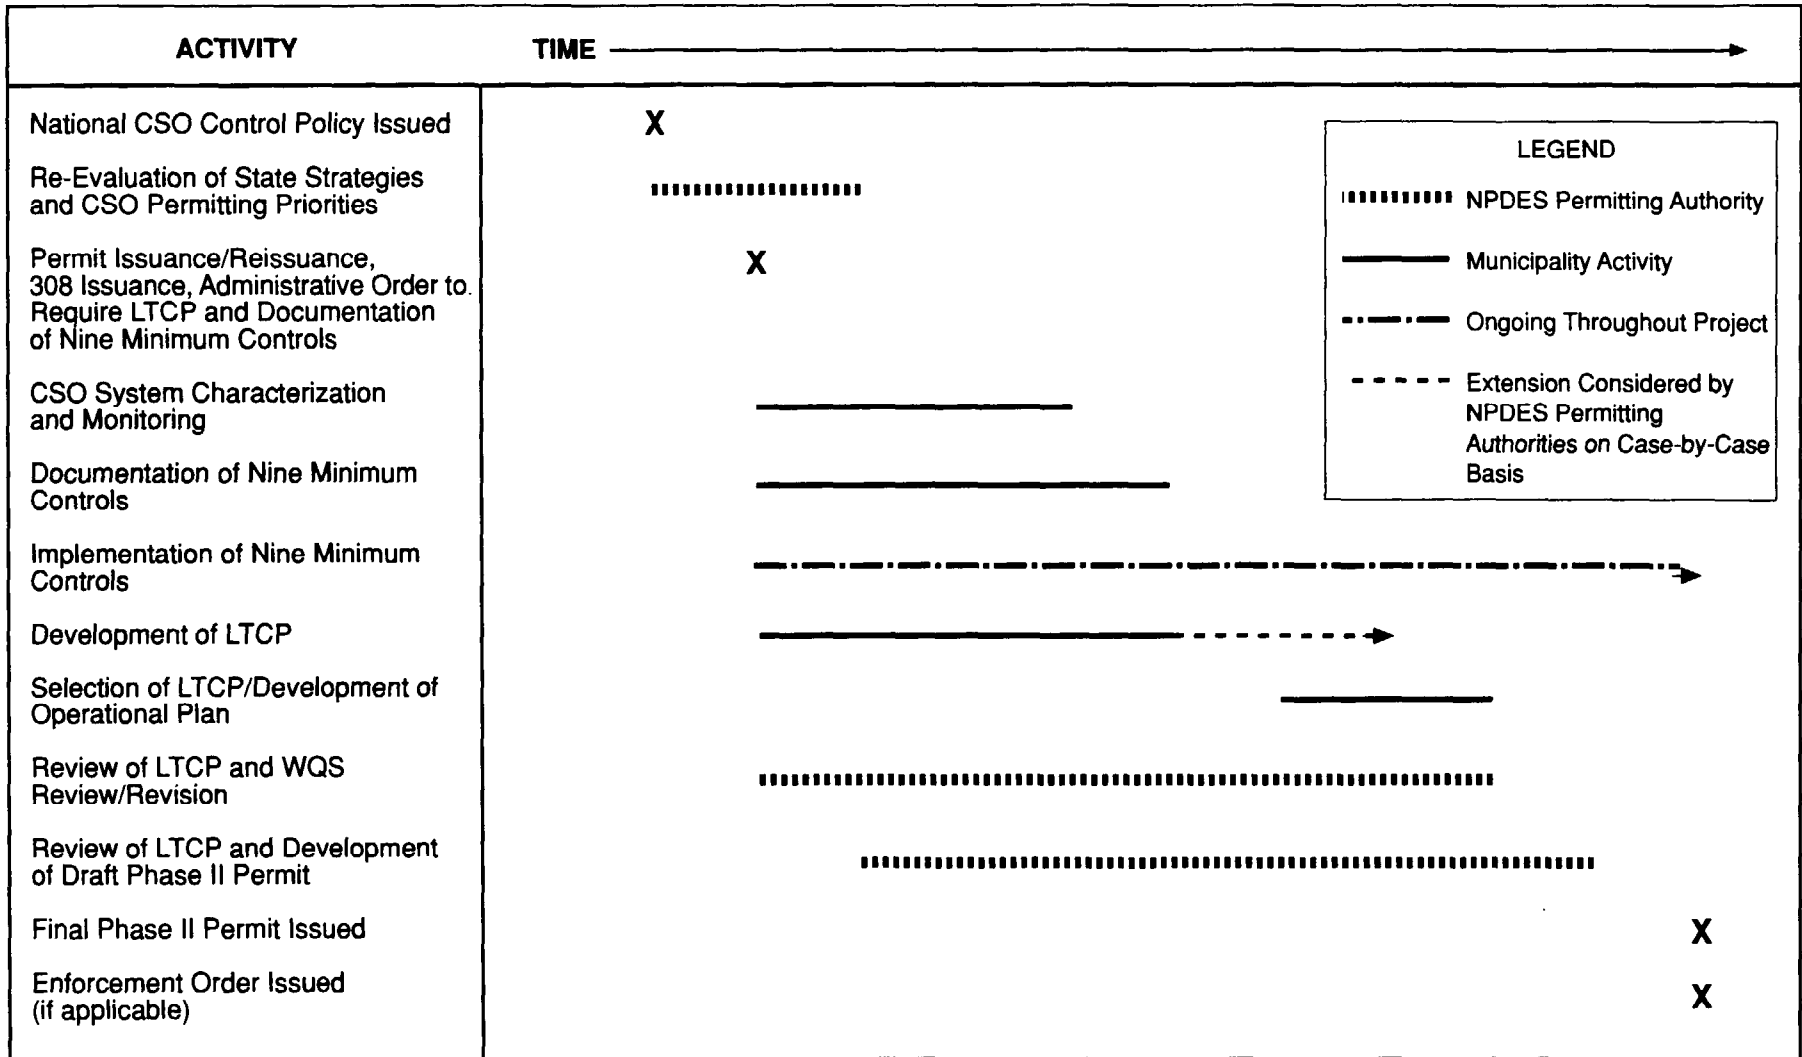 ACTIVITY
TIME
National CSO Control Policy Issued
X
Re-Evaluation of State Strategies
and CSO Permitting Priorities
Permit Issuance/Reissuance,
308 Issuance, Administrative Order to.
Require LTCP and Documentation
of Nine Minimum Controls
X
CSO System Characterization
and Monitoring
Documentation of Nine Minimum
Controls
Implementation of Nine Minimum
Controls
Development of LTCP
Selection of LTCP/Development of
Operational Plan
Review of LTCP and WQS
Review/Revision
Review of LTCP and Development
of Draft Phase II Permit
Final Phase II Permit Issued
X
Enforcement Order Issued
(if applicable)
X
LEGEND
NPDES Permitting Authority
Municipality Activity
Ongoing Throughout Project
Extension Considered by
NPDES Permitting
Authorities on Case-by-Case
Basis